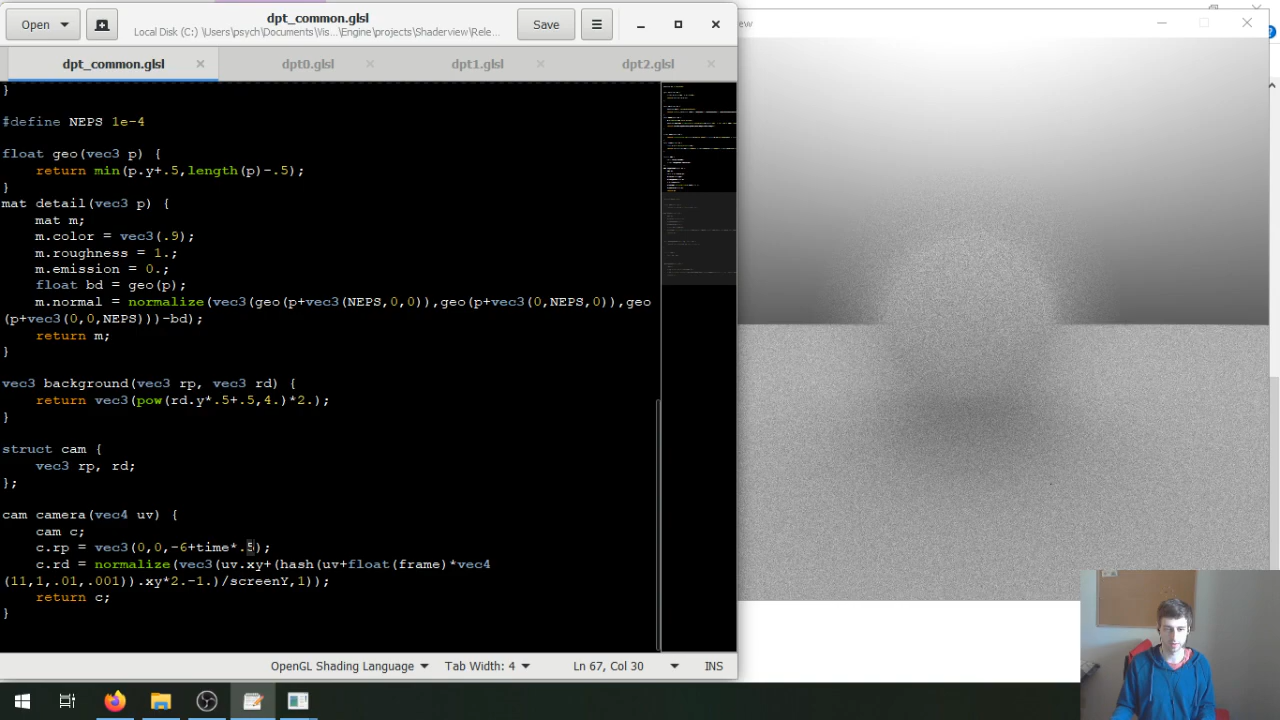 Open
dpt_common.glsl
Local Disk (C:) \Users\psych\Documents\Vis...Engine\projects\Shaderview\Rele...
Save
ew
dpt_common.glsl
dpt0.glsl
dpt1.glsl
dpt2.glsl
}
#define NEPS 1e-4
float geo(vec3 p) {
return min(p.y+.5,length(p)-.5);
}
mat detail(vec3 p) {
mat m;
m.color = vec3(.9);
m.roughness = 1.;
m.emission = 0.;
float bd = geo(p);
m.normal = normalize(vec3(geo(p+vec3(NEPS,0,0)),geo(p+vec3(0,NEPS,0)),geo
(p+vec3(0,0,NEPS)))-bd);
return m;
}
vec3 background(vec3 rp, vec3 rd) {
return vec3(pow(rd.y*.5+.5,4.)*2.);
}
struct cam {
vec3 rp, rd;
};
cam camera(vec4 uv) {
cam c;
c.rp = vec3(0,0,-6+time*.5);
c.rd = normalize(vec3(uv.xy+(hash(uv+float(frame)*vec4
(11,1,.01,.001)).xy*2.-1.)/screenY,1));
return c;
}
OpenGL Shading Language
Tab Width: 4
Ln 67, Col 30
INS